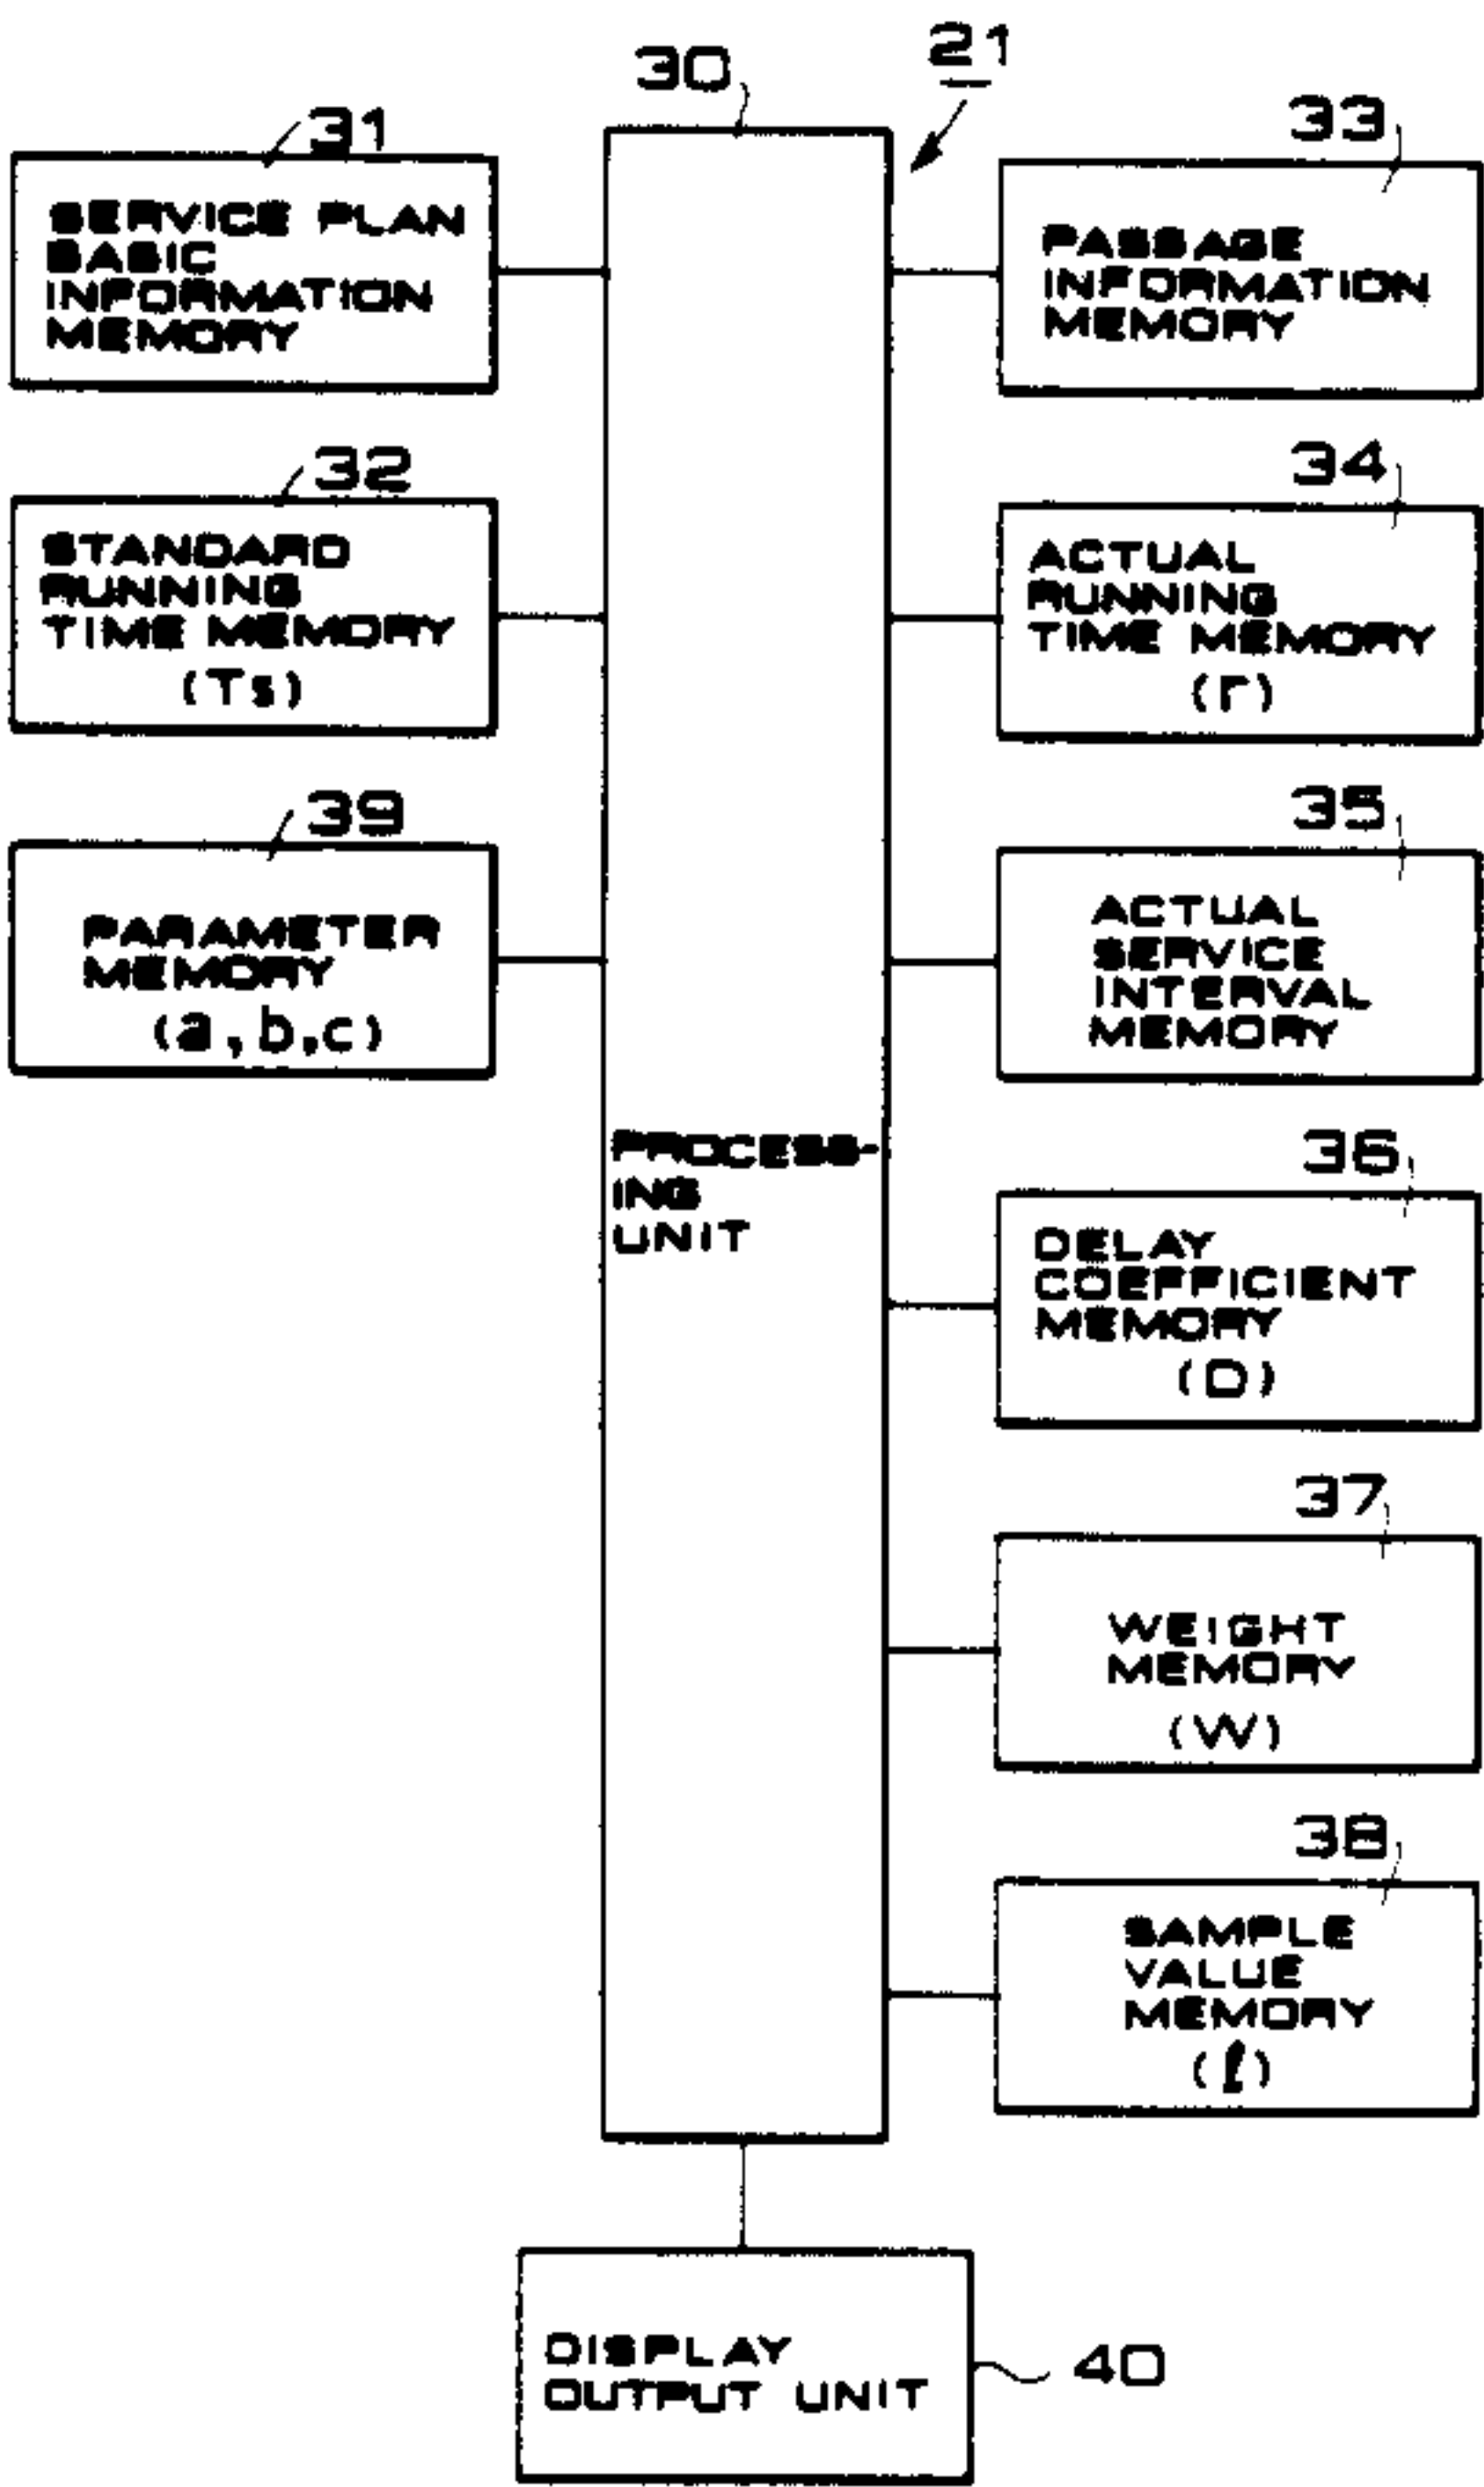 21
30
31
SERVICE PLAN
BASIC
INFORMATION
MEMORY
32
STANDARD
RUNNING
TIME MEMORY
(Ts)
39
PARAMETER
MEMORY
(a,b,c)
PROCESS-
ING
UNIT
33
PASSAGE
INFORMATION
MEMORY
34
ACTUAL
RUNNING
TIME MEMORY
(r)
35
ACTUAL
SERVICE
INTERVAL
MEMORY
36
DELAY
COEFFICIENT
MEMORY
(D)
37
WEIGHT
MEMORY
(W)
38
SAMPLE
VALUE
MEMORY
(ℓ)
DISPLAY
OUTPUT UNIT
40